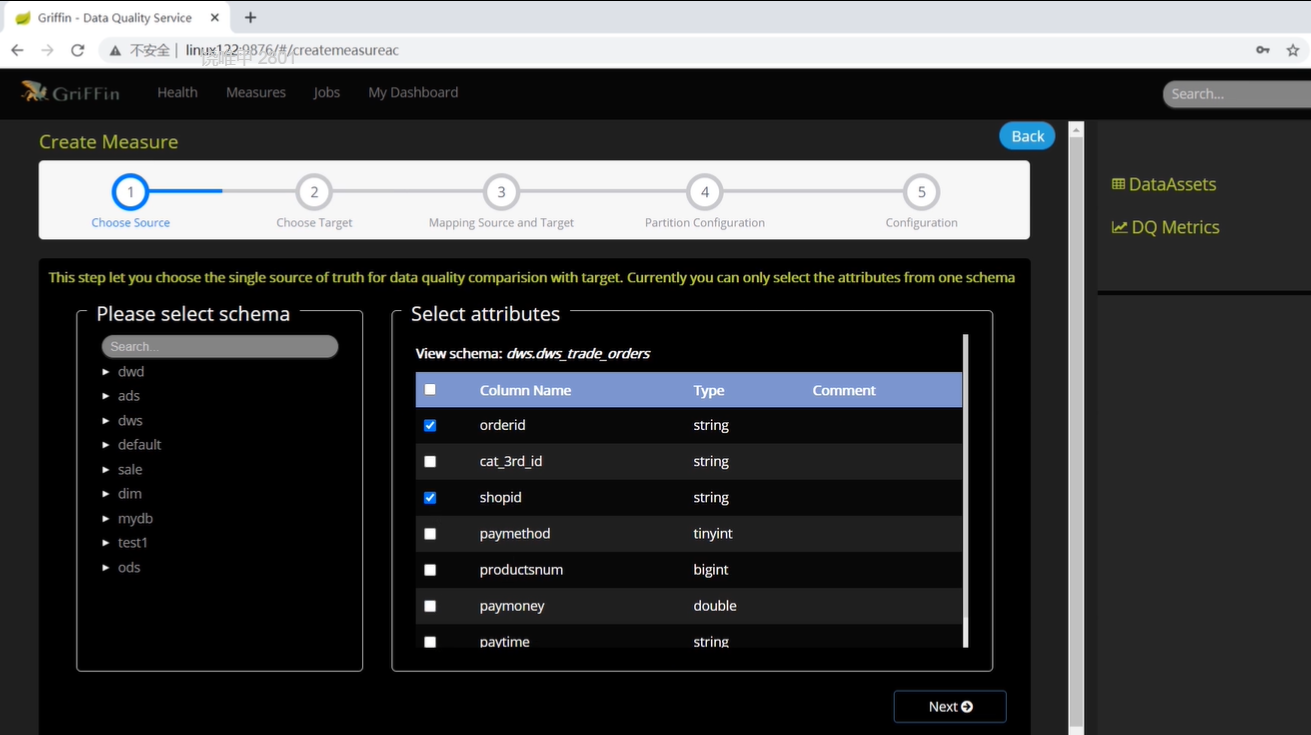 Griffin - Data Quality Service
不安全 | linux122:9876/#/createmeasureac
2801
GriFFin Health Measures Jobs My Dashboard Search...
Create Measure
Back
1 2 3 4 5
Choose Source Choose Target Mapping Source and Target Partition Configuration Configuration
DataAssets
DQ Metrics
This step let you choose the single source of truth for data quality comparision with target. Currently you can only select the attributes from one schema
Please select schema
Search...
dwd
ads
dws
default
sale
dim
mydb
test1
ods
Select attributes
View schema: dws.dws_trade_orders
Column Name Type Comment
orderid string
cat_3rd_id string
shopid string
paymethod tinyint
productsnum bigint
paymoney double
paytime string
Next